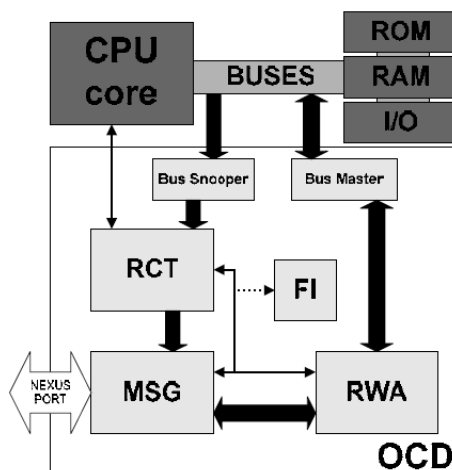 CPU
core
BUSES
ROM
RAM
I/O
Bus Snooper
Bus Master
RCT
FI
NEXUS
PORT
MSG
RWA
OCD